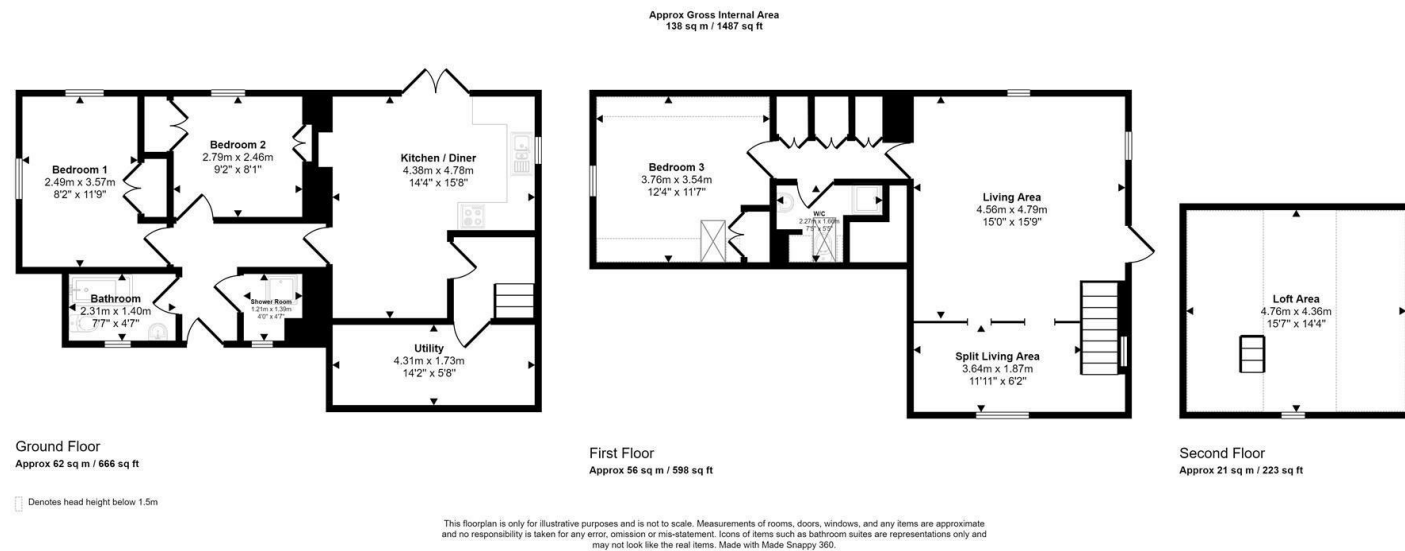 Approx Gross Internal Area
138 sq m / 1487 sq ft
Bedroom 1
2.49m x 3.57m
8'2" x 11'9"
Bedroom 2
2.79m x 2.46m
9'2" x 8'1"
Kitchen / Diner
4.38m x 4.78m
14'4" x 15'8"
Bathroom
2.31m x 1.40m
7'7" x 4'7"
Shower Room
1.21m x 1.39m
4'0" x 4'7"
Utility
4.31m x 1.73m
14'2" x 5'8"
Ground Floor
Approx 62 sq m / 666 sq ft
Denotes head height below 1.5m
Bedroom 3
3.76m x 3.54m
12'4" x 11'7"
W/C
2.27m x 1.66m
7'5" x 5'5"
Living Area
4.56m x 4.79m
15'0" x 15'9"
Split Living Area
3.64m x 1.87m
11'11" x 6'2"
First Floor
Approx 56 sq m / 598 sq ft
Loft Area
4.76m x 4.36m
15'7" x 14'4"
Second Floor
Approx 21 sq m / 223 sq ft
This floorplan is only for illustrative purposes and is not to scale. Measurements of rooms, doors, windows, and any items are approximate
and no responsibility is taken for any error, omission or mis-statement. Icons of items such as bathroom suites are representations only and
may not look like the real items. Made with Made Snappy 360.